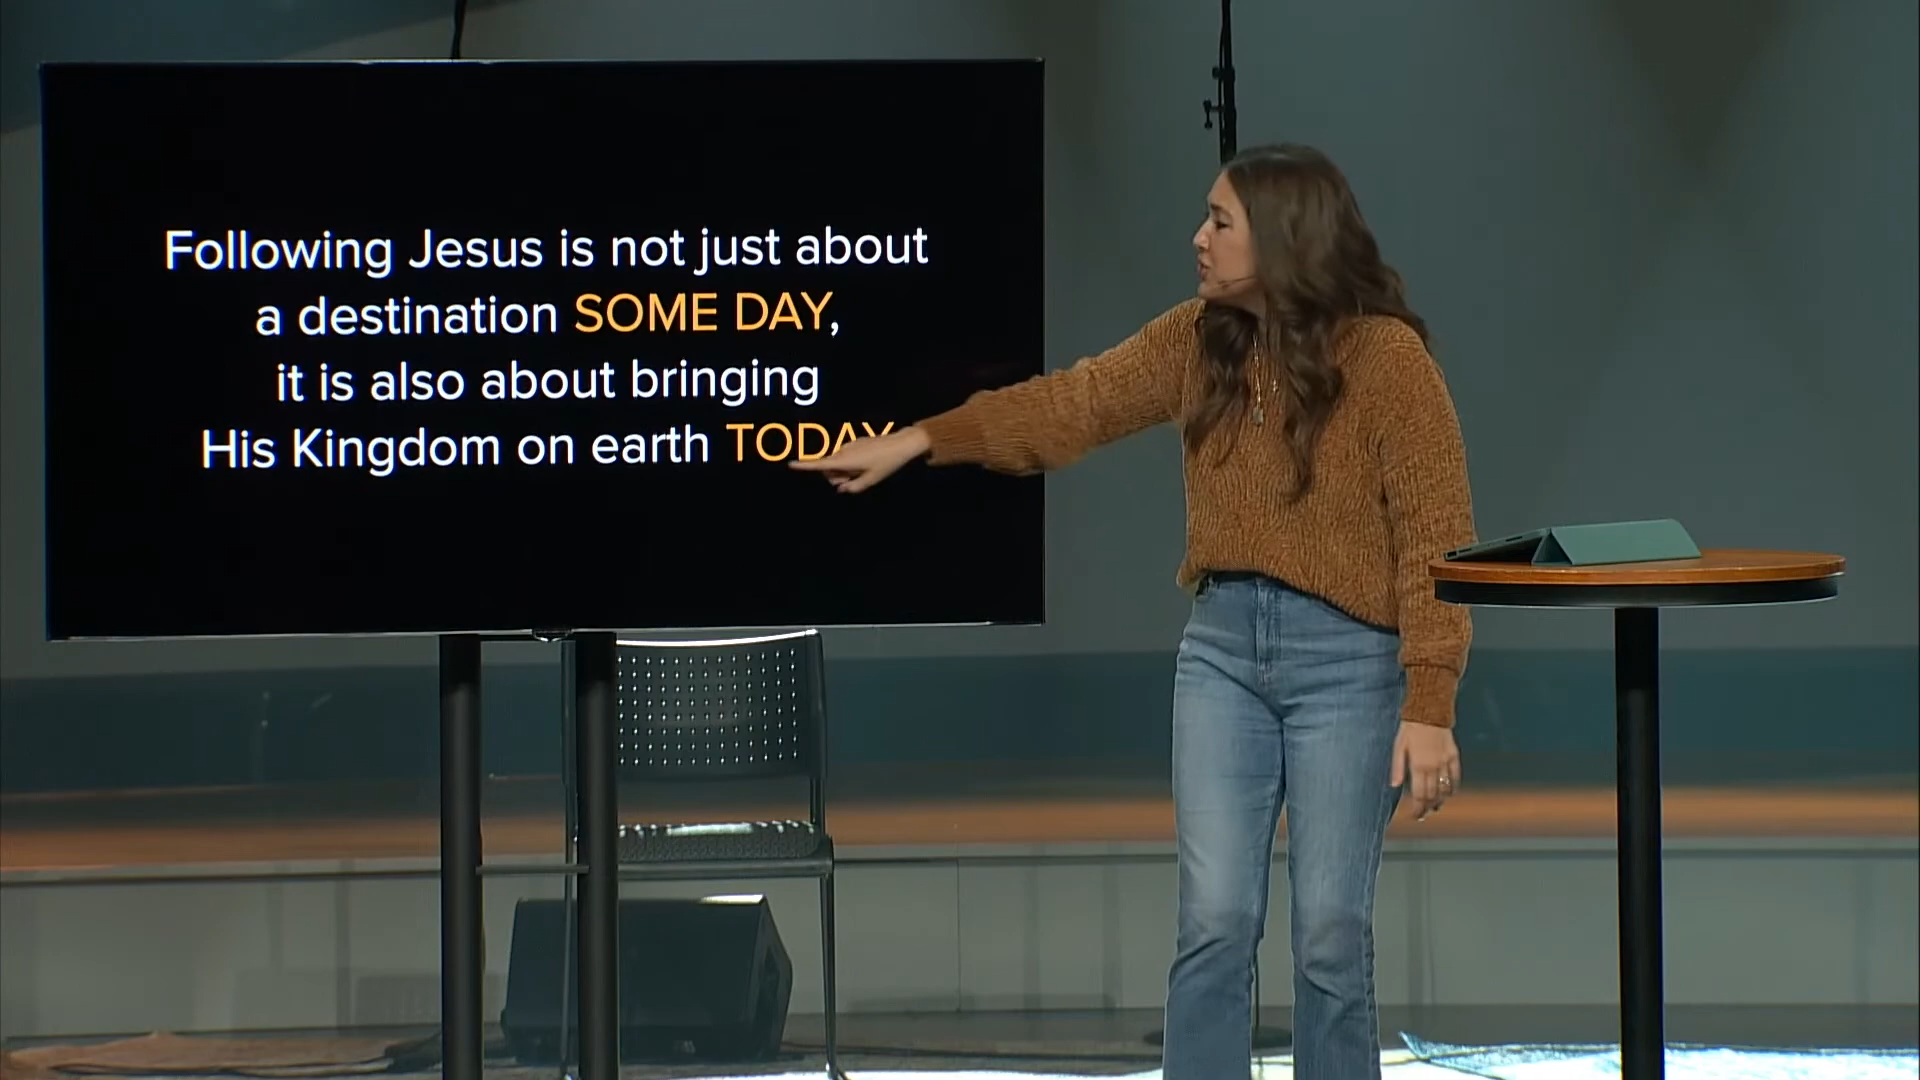 Following Jesus is not just about
a destination SOME DAY,
it is also about bringing
His Kingdom on earth TODAY